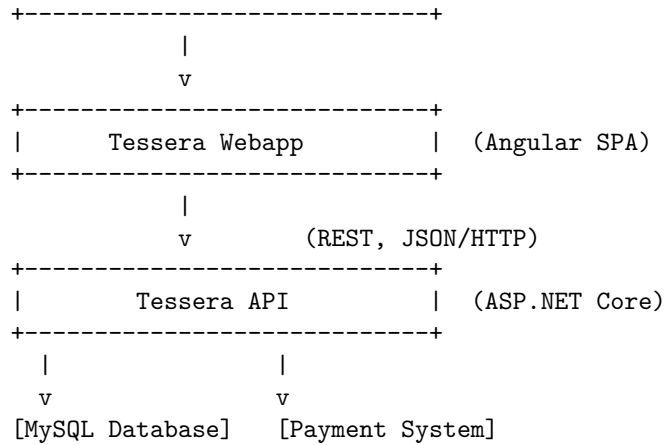 +-----------------------------+
            |
            v
+-----------------------------+
|      Tessera Webapp         |  (Angular SPA)
+-----------------------------+
            |
            v        (REST, JSON/HTTP)
+-----------------------------+
|        Tessera API          |  (ASP.NET Core)
+-----------------------------+
  |                |
  v                v
[MySQL Database]   [Payment System]